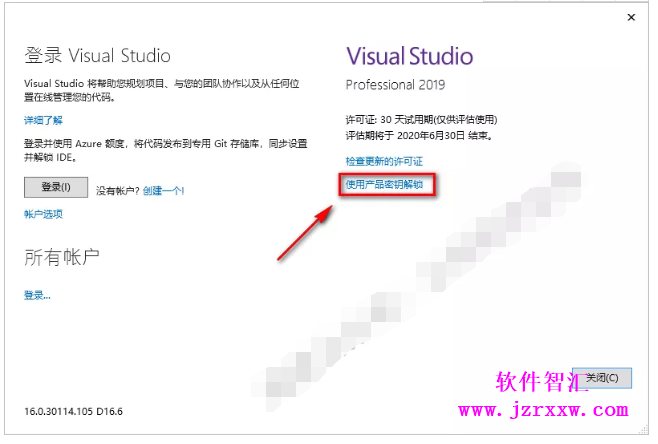 登录 Visual Studio
Visual Studio 将帮助您规划项目、与您的团队协作以及从任何位
置在线管理您的代码。
详细了解
登录并使用 Azure 额度，将代码发布到专用 Git 存储库，同步设置
并解锁 IDE。
登录(I)
没有帐户? 创建一个!
帐户选项
所有帐户
登录...
16.0.30114.105 D16.6
Visual Studio
Professional 2019
许可证: 30 天试用期(仅供评估使用)
评估期将于 2020年6月30日 结束。
检查更新的许可证
使用产品密钥解锁
关闭(C)
软件智汇
www.jzrxxw.com